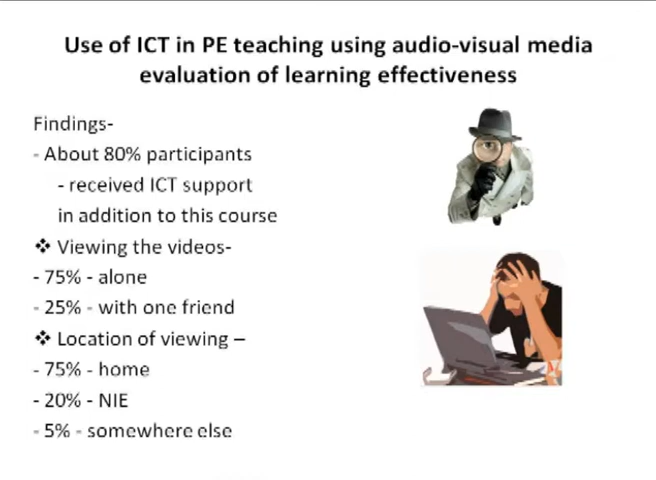 Use of ICT in PE teaching using audio-visual media
evaluation of learning effectiveness
Findings-
- About 80% participants
- received ICT support
in addition to this course
❖ Viewing the videos-
- 75% - alone
- 25% - with one friend
❖ Location of viewing –
- 75% - home
- 20% - NIE
- 5% - somewhere else